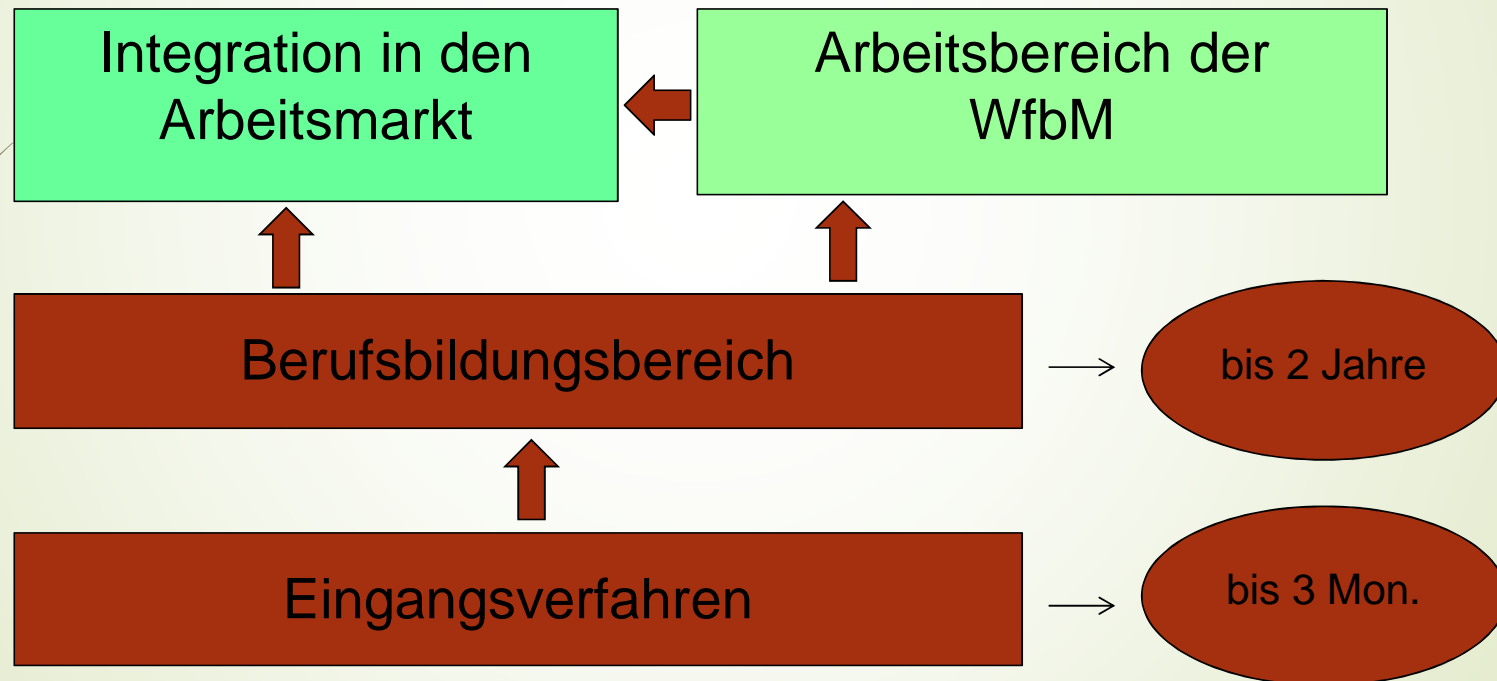 Integration in den
Arbeitsmarkt
Arbeitsbereich der
WfbM
Berufsbildungsbereich
bis 2 Jahre
Eingangsverfahren
bis 3 Mon.